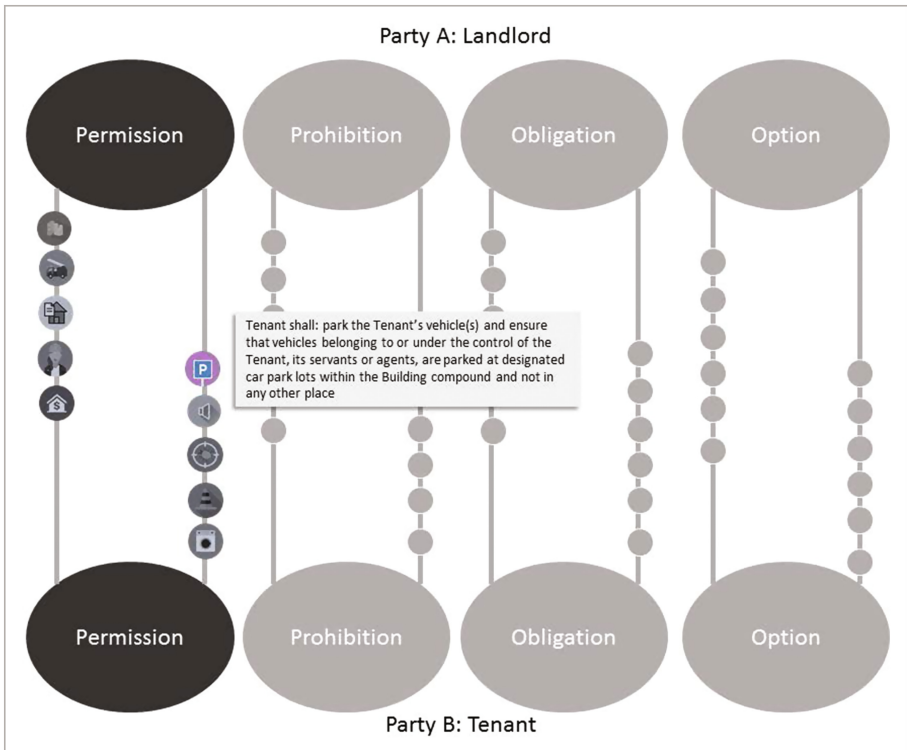 Party A: Landlord
Permission
Prohibition
Obligation
Option
Tenant shall: park the Tenant's vehicle(s) and ensure
that vehicles belonging to or under the control of the
Tenant, its servants or agents, are parked at designated
car park lots within the Building compound and not in
any other place
P
$
Permission
Prohibition
Obligation
Option
Party B: Tenant